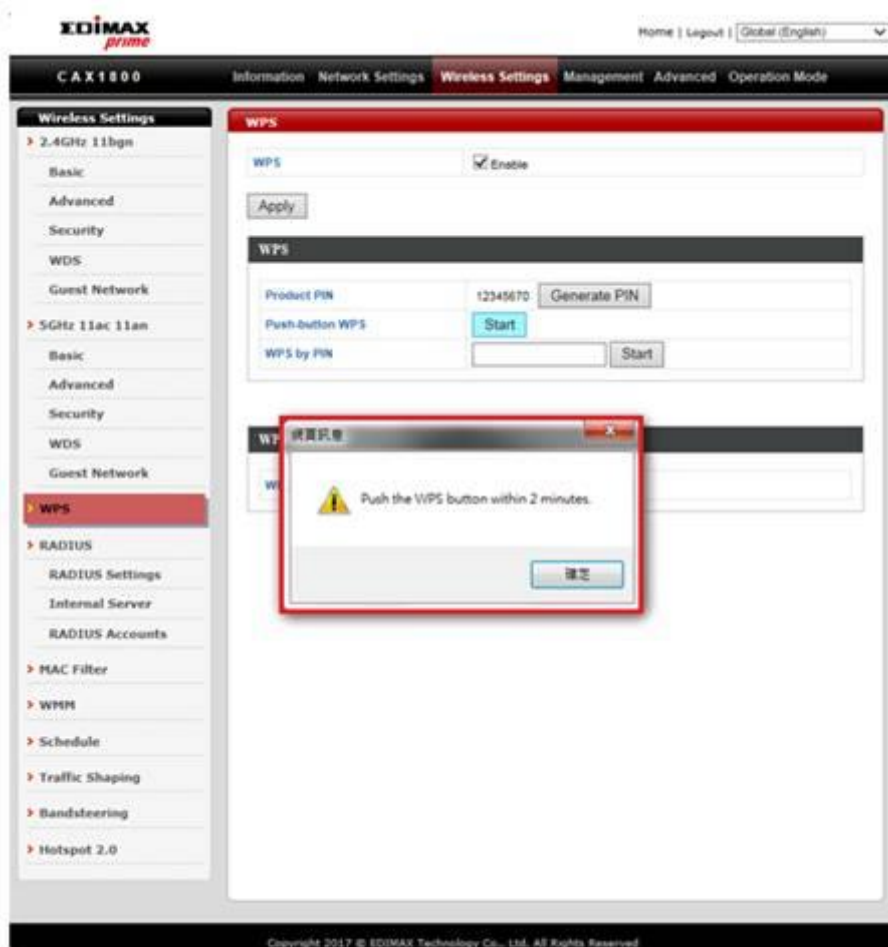 EDIMAX
prime
Home | Logout | Global (English)
CAX1800
Information Network Settings Wireless Settings Management Advanced Operation Mode
Wireless Settings
2.4GHz 11bgn
Basic
Advanced
Security
WDS
Guest Network
5GHz 11ac 11an
Basic
Advanced
Security
WDS
Guest Network
WPS
RADIUS
RADIUS Settings
Internal Server
RADIUS Accounts
MAC Filter
WMM
Schedule
Traffic Shaping
Bandsteering
Hotspot 2.0
WPS
WPS Enable
Apply
WPS
Product PIN 12345670 Generate PIN
Push-button WPS Start
WPS by PIN Start
網頁訊息
Push the WPS button within 2 minutes.
確定
Copyright 2017 © EDIMAX Technology Co., Ltd. All Rights Reserved